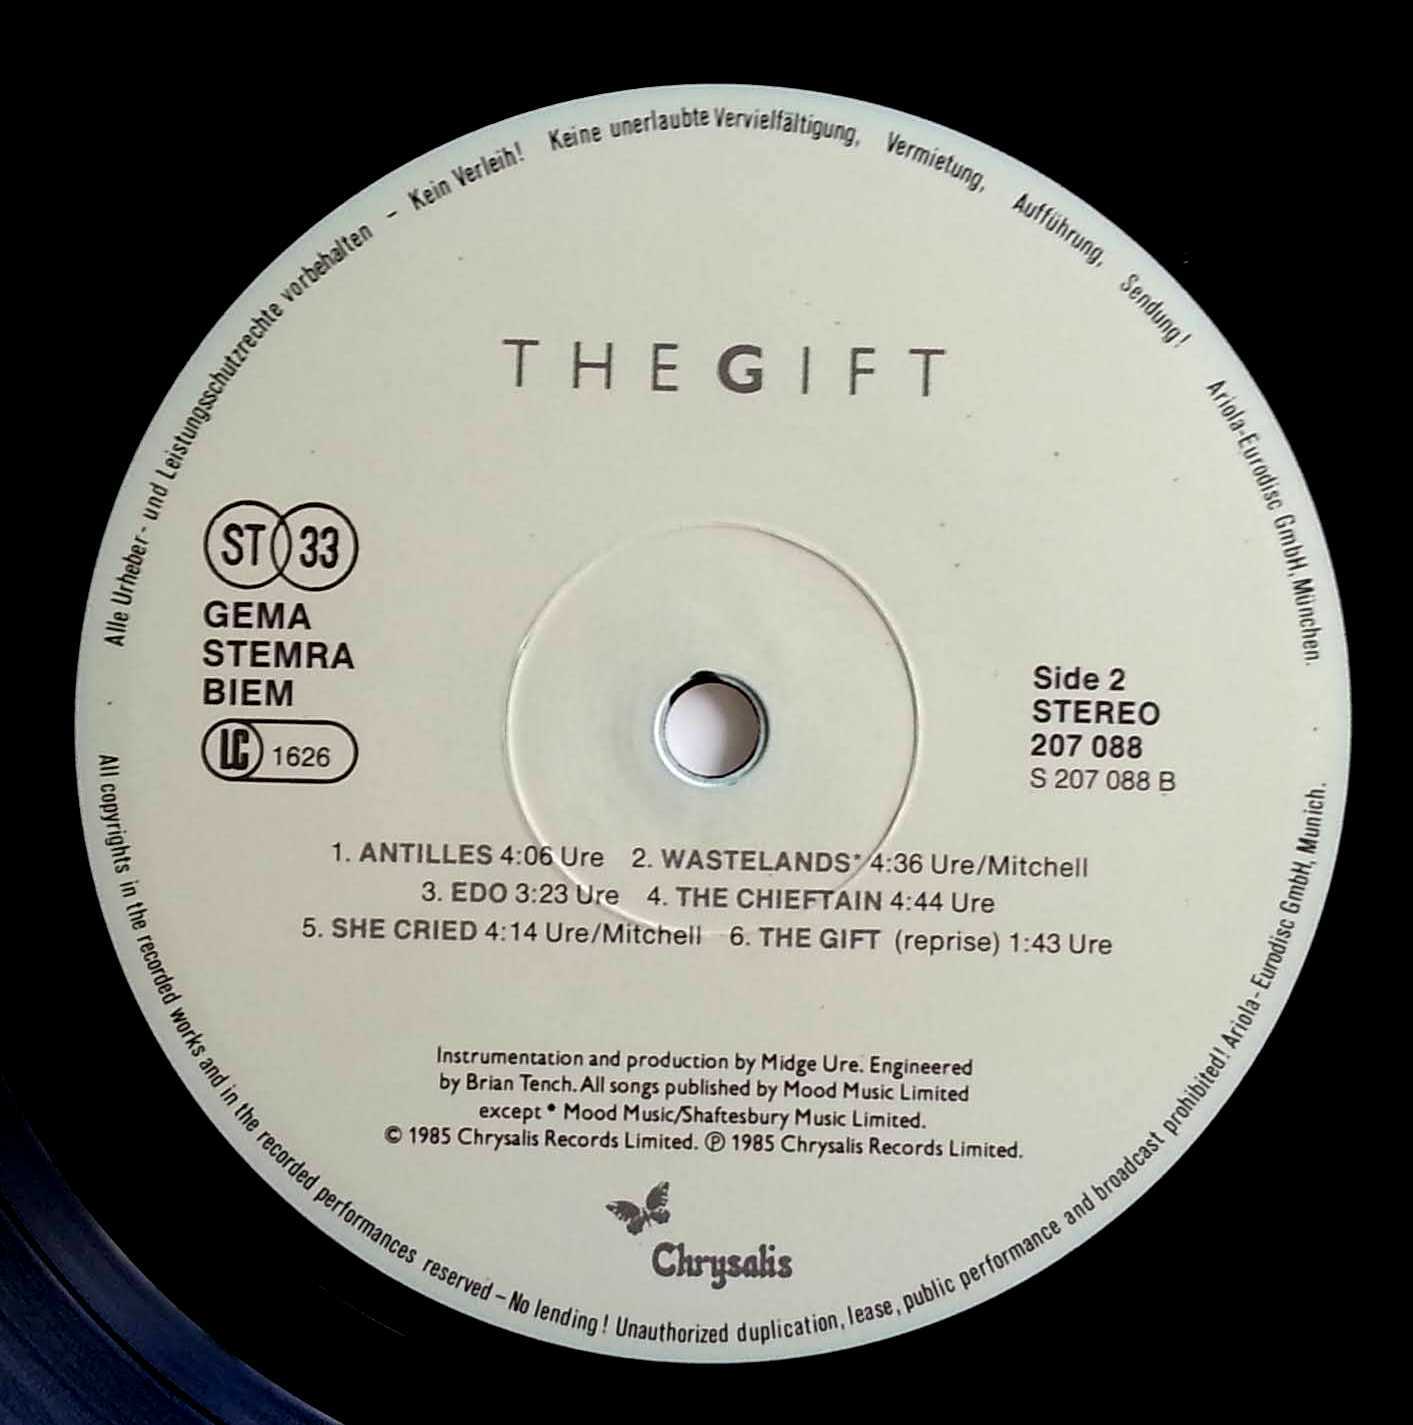 Alle Urheber- und Leistungsschutzrechte vorbehalten - Kein Verleih! Keine unerlaubte Vervielfältigung, Vermietung, Aufführung, Sendung! Ariola-Eurodisc GmbH, München.
THE GIFT
ST 33
GEMA
STEMRA
BIEM
LC 1626
Side 2
STEREO
207 088
S 207 088 B
1. ANTILLES 4:06 Ure 2. WASTELANDS* 4:36 Ure/Mitchell
3. EDO 3:23 Ure 4. THE CHIEFTAIN 4:44 Ure
5. SHE CRIED 4:14 Ure/Mitchell 6. THE GIFT (reprise) 1:43 Ure
Instrumentation and production by Midge Ure. Engineered
by Brian Tench. All songs published by Mood Music Limited
except * Mood Music/Shaftesbury Music Limited.
© 1985 Chrysalis Records Limited. ℗ 1985 Chrysalis Records Limited.
Chrysalis
All copyrights in the recorded works and in the recorded performances reserved – No lending! Unauthorized duplication, lease, public performance and broadcast prohibited! Ariola-Eurodisc GmbH, Munich.